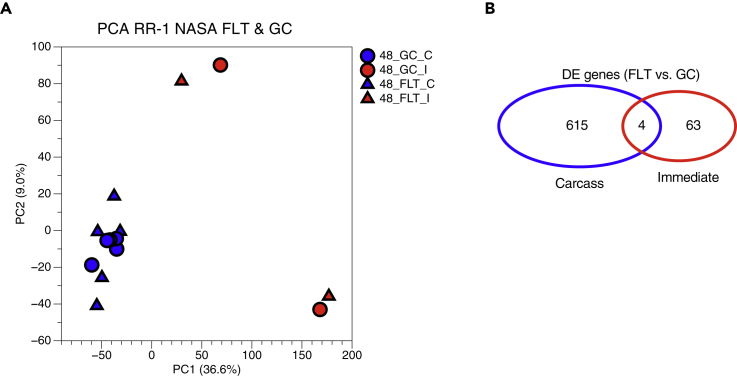 A
PCA RR-1 NASA FLT & GC
100
80
60
40
20
0
−20
−40
−60
PC2 (9.0%)
−50
0
50
100
150
200
PC1 (36.6%)
48_GC_C
48_GC_I
48_FLT_C
48_FLT_I
B
DE genes (FLT vs. GC)
615
4
63
Carcass
Immediate